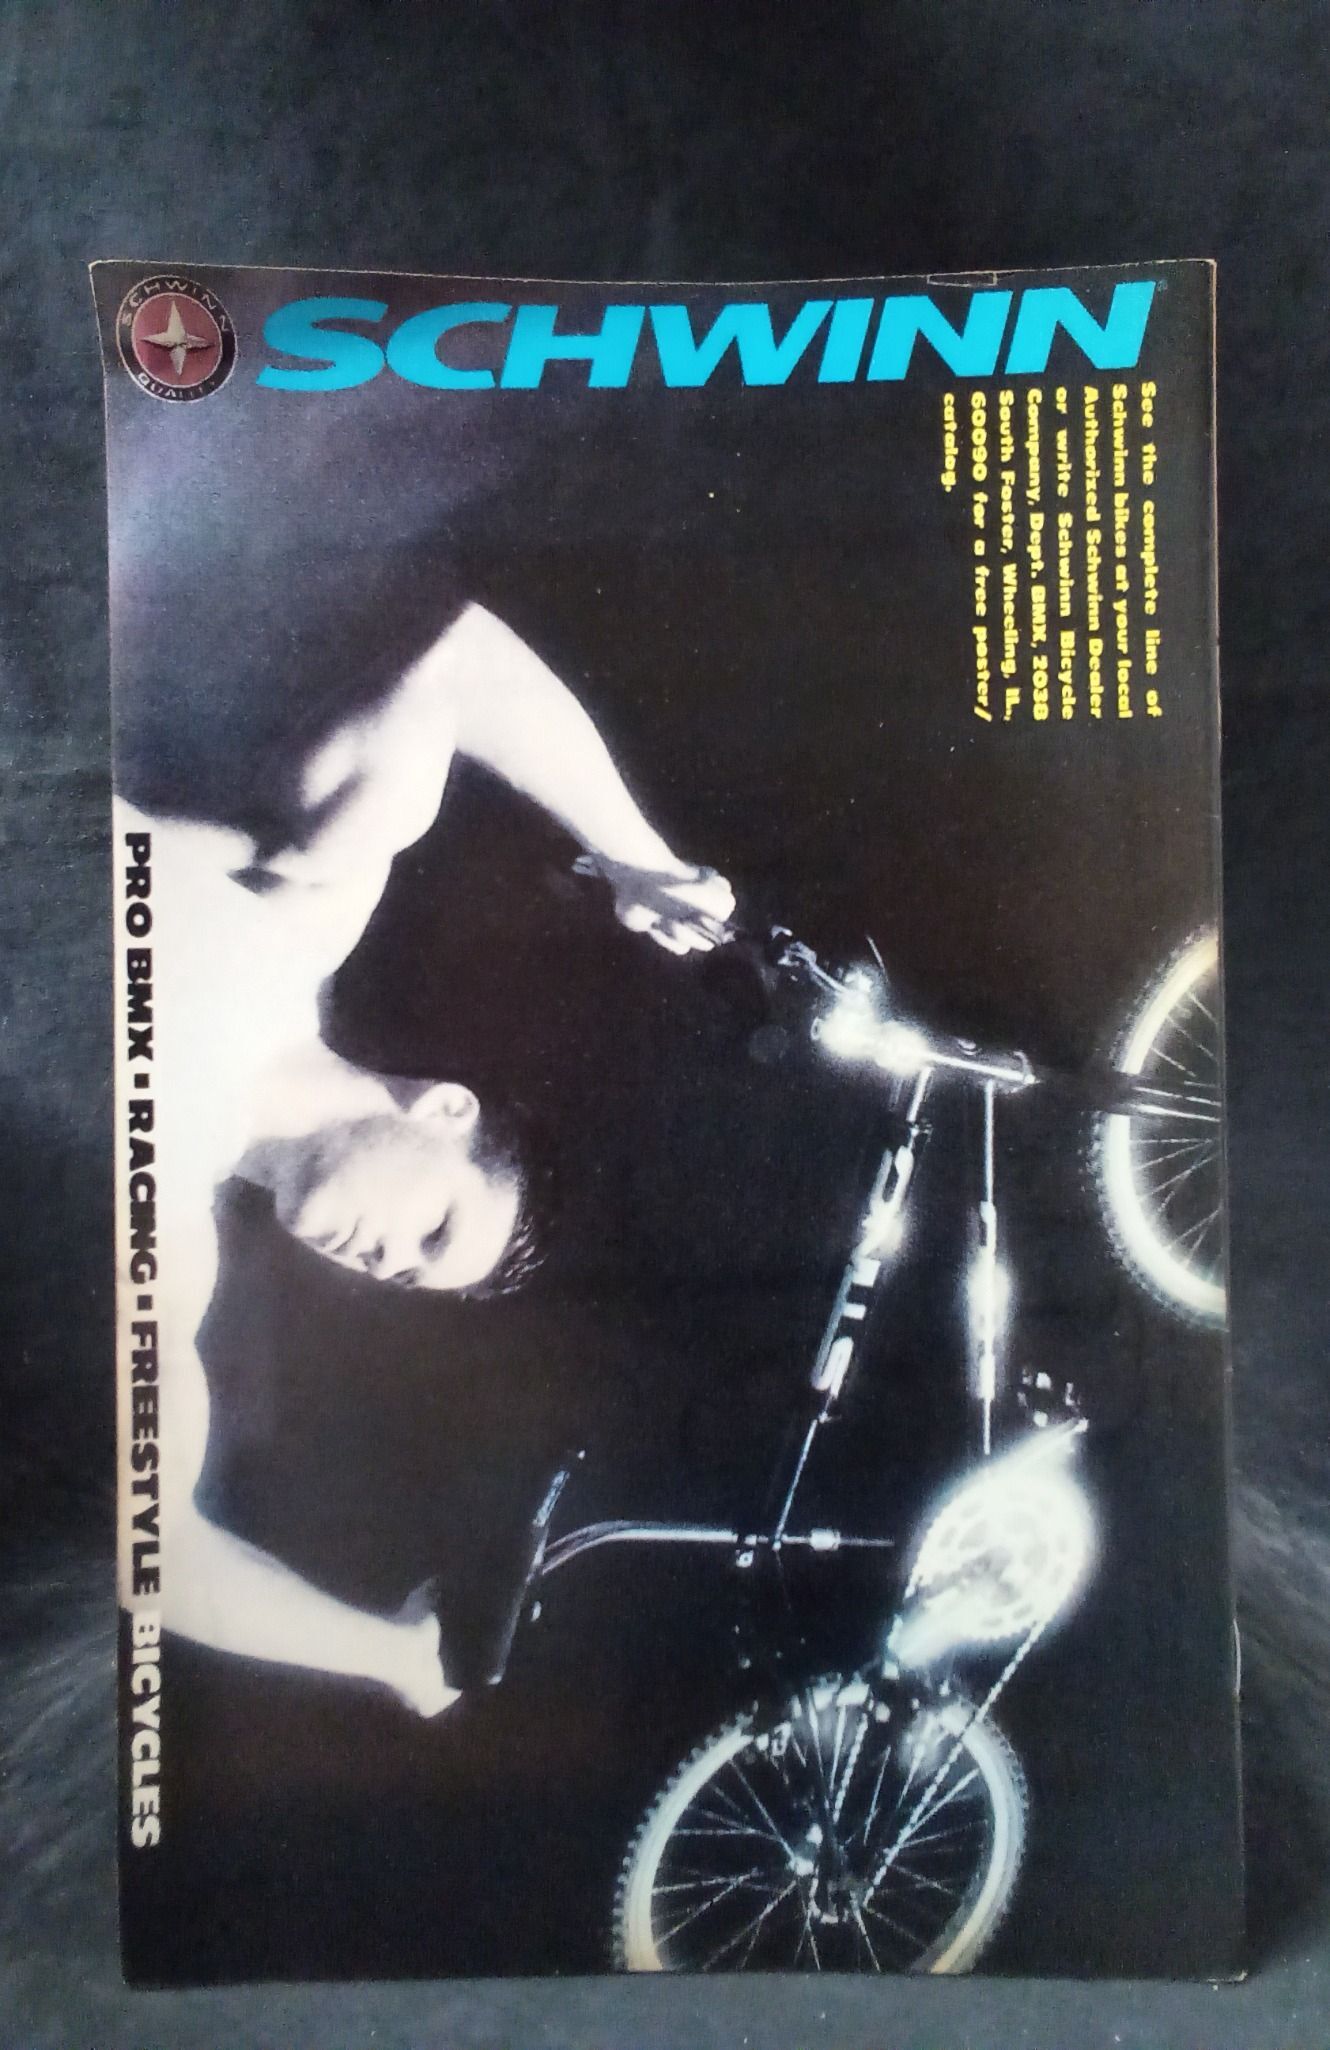 SCHWINN
QUALITY
SCHWINN
See the complete line of
Schwinn bikes at your local
Authorized Schwinn Dealer
or write Schwinn Bicycle
Company, Dept. BMX, 2038
South Foster, Wheeling, IL.,
60090 for a free poster/
catalog.
PRO BMX · RACING · FREESTYLE BICYCLES